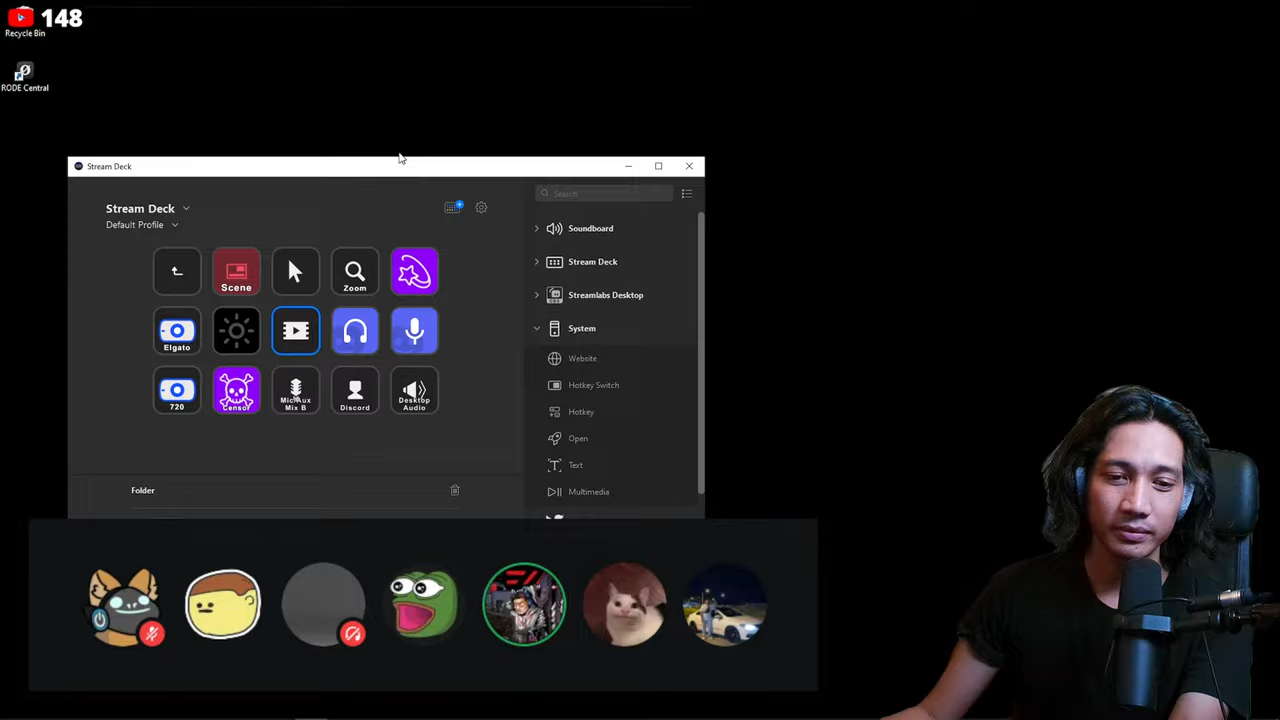 148
Recycle Bin
RODE Central
Stream Deck
Stream Deck
Default Profile
Search
Scene
Zoom
Elgato
720
Censor
Mic/Aux
Mix B
Discord
Desktop
Audio
Soundboard
Stream Deck
Streamlabs Desktop
System
Website
Hotkey Switch
Hotkey
Open
Text
Multimedia
Folder